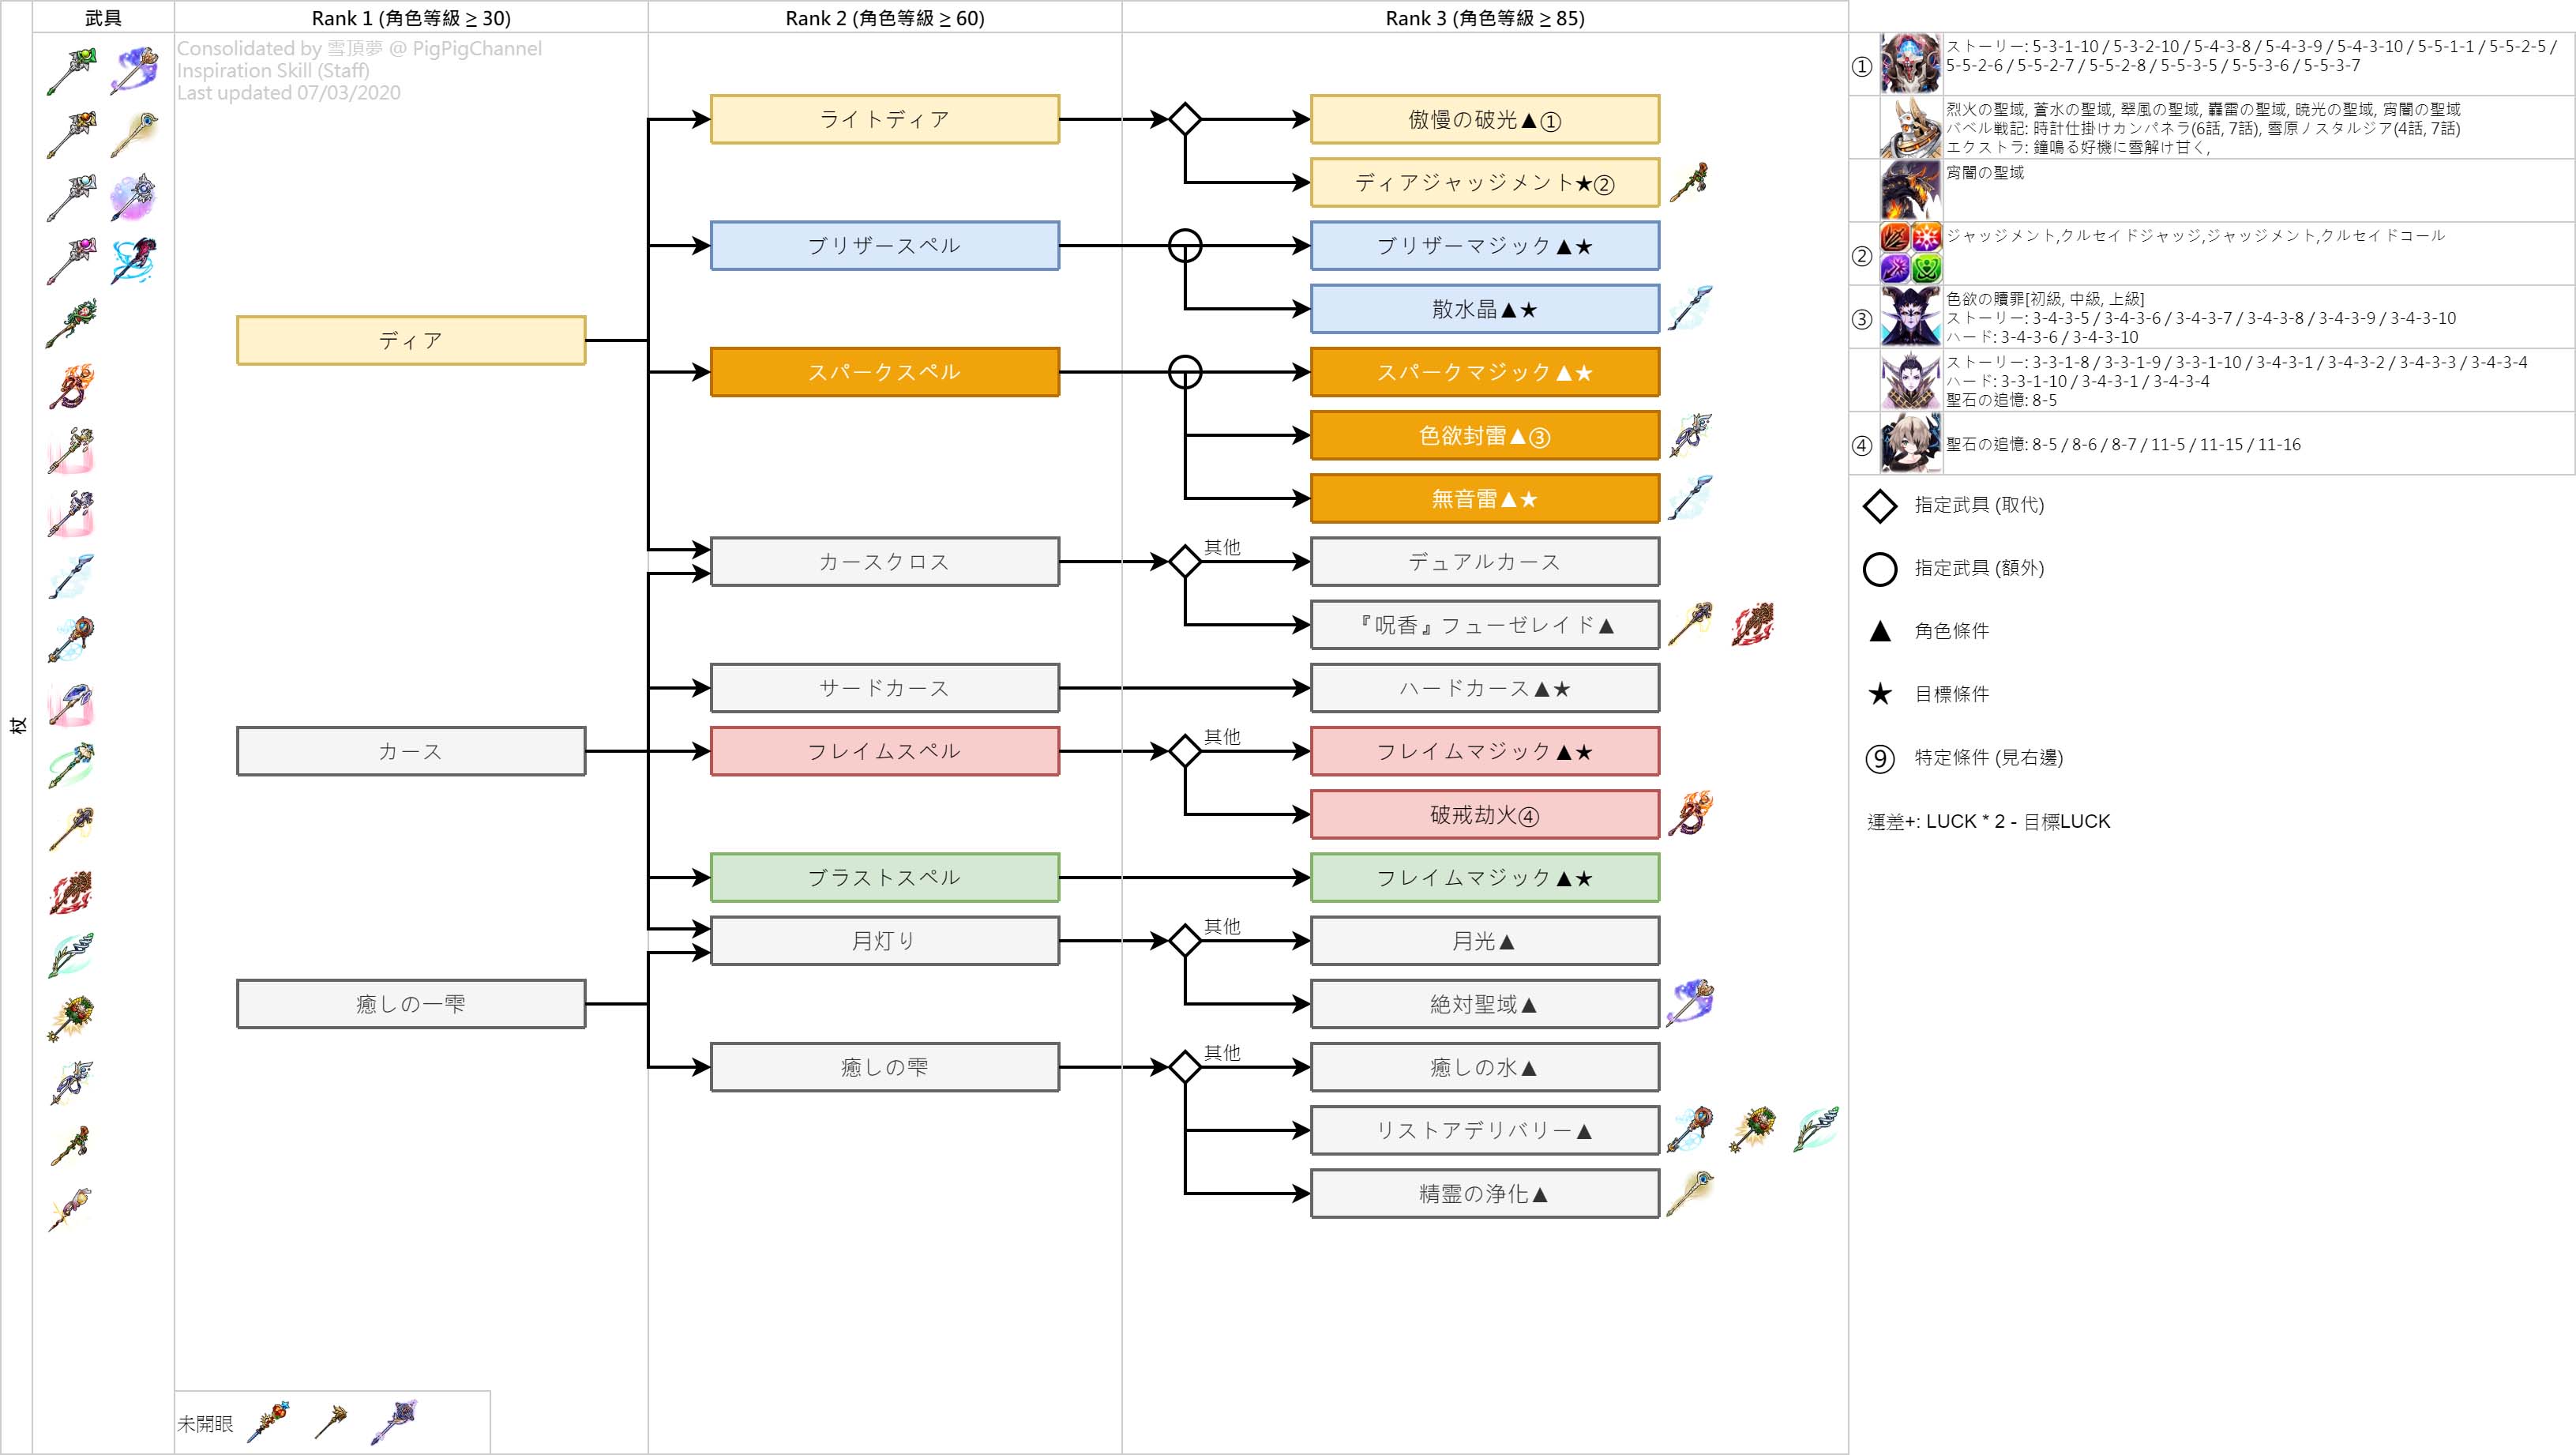 武具
Rank 1 (角色等級 ≥ 30)
Rank 2 (角色等級 ≥ 60)
Rank 3 (角色等級 ≥ 85)
杖
Consolidated by 雪頂夢 @ PigPigChannel
Inspiration Skill (Staff)
Last updated 07/03/2020
ディア
カース
癒しの一雫
未開眼
ライトディア
ブリザースペル
スパークスペル
カースクロス
サードカース
フレイムスペル
ブラストスペル
月灯り
癒しの雫
傲慢の破光▲①
ディアジャッジメント★②
ブリザーマジック▲★
散水晶▲★
スパークマジック▲★
色欲封雷▲③
無音雷▲★
其他
デュアルカース
『呪香』フューゼレイド▲
ハードカース▲★
其他
フレイムマジック▲★
破戒劫火④
フレイムマジック▲★
其他
月光▲
絶対聖域▲
其他
癒しの水▲
リストアデリバリー▲
精霊の浄化▲
①
ストーリー: 5-3-1-10 / 5-3-2-10 / 5-4-3-8 / 5-4-3-9 / 5-4-3-10 / 5-5-1-1 / 5-5-2-5 /
5-5-2-6 / 5-5-2-7 / 5-5-2-8 / 5-5-3-5 / 5-5-3-6 / 5-5-3-7
烈火の聖域, 蒼水の聖域, 翠風の聖域, 轟雷の聖域, 暁光の聖域, 宵闇の聖域
バベル戦記: 時計仕掛けカンパネラ(6話, 7話), 雪原ノスタルジア(4話, 7話)
エクストラ: 鐘鳴る好機に雪解け甘く,
宵闇の聖域
②
ジャッジメント,クルセイドジャッジ,ジャッジメント,クルセイドコール
③
色欲の贖罪[初級, 中級, 上級]
ストーリー: 3-4-3-5 / 3-4-3-6 / 3-4-3-7 / 3-4-3-8 / 3-4-3-9 / 3-4-3-10
ハード: 3-4-3-6 / 3-4-3-10
ストーリー: 3-3-1-8 / 3-3-1-9 / 3-3-1-10 / 3-4-3-1 / 3-4-3-2 / 3-4-3-3 / 3-4-3-4
ハード: 3-3-1-10 / 3-4-3-1 / 3-4-3-4
聖石の追憶: 8-5
④
聖石の追憶: 8-5 / 8-6 / 8-7 / 11-5 / 11-15 / 11-16
指定武具 (取代)
指定武具 (額外)
▲ 角色條件
★ 目標條件
⑨ 特定條件 (見右邊)
運差+: LUCK * 2 - 目標LUCK